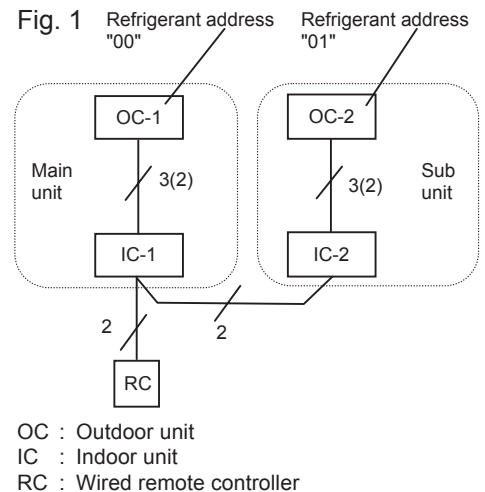 Fig. 1
Refrigerant address
"00"
Refrigerant address
"01"
OC-1
OC-2
Main
unit
3(2)
3(2)
Sub
unit
IC-1
IC-2
2
2
RC
OC : Outdoor unit
IC : Indoor unit
RC : Wired remote controller